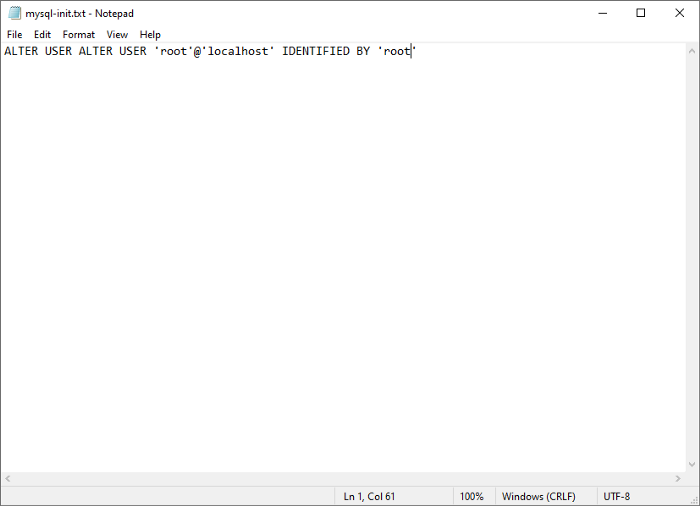 mysql-init.txt - Notepad
File Edit Format View Help
ALTER USER ALTER USER 'root'@'localhost' IDENTIFIED BY 'root'
Ln 1, Col 61 100% Windows (CRLF) UTF-8